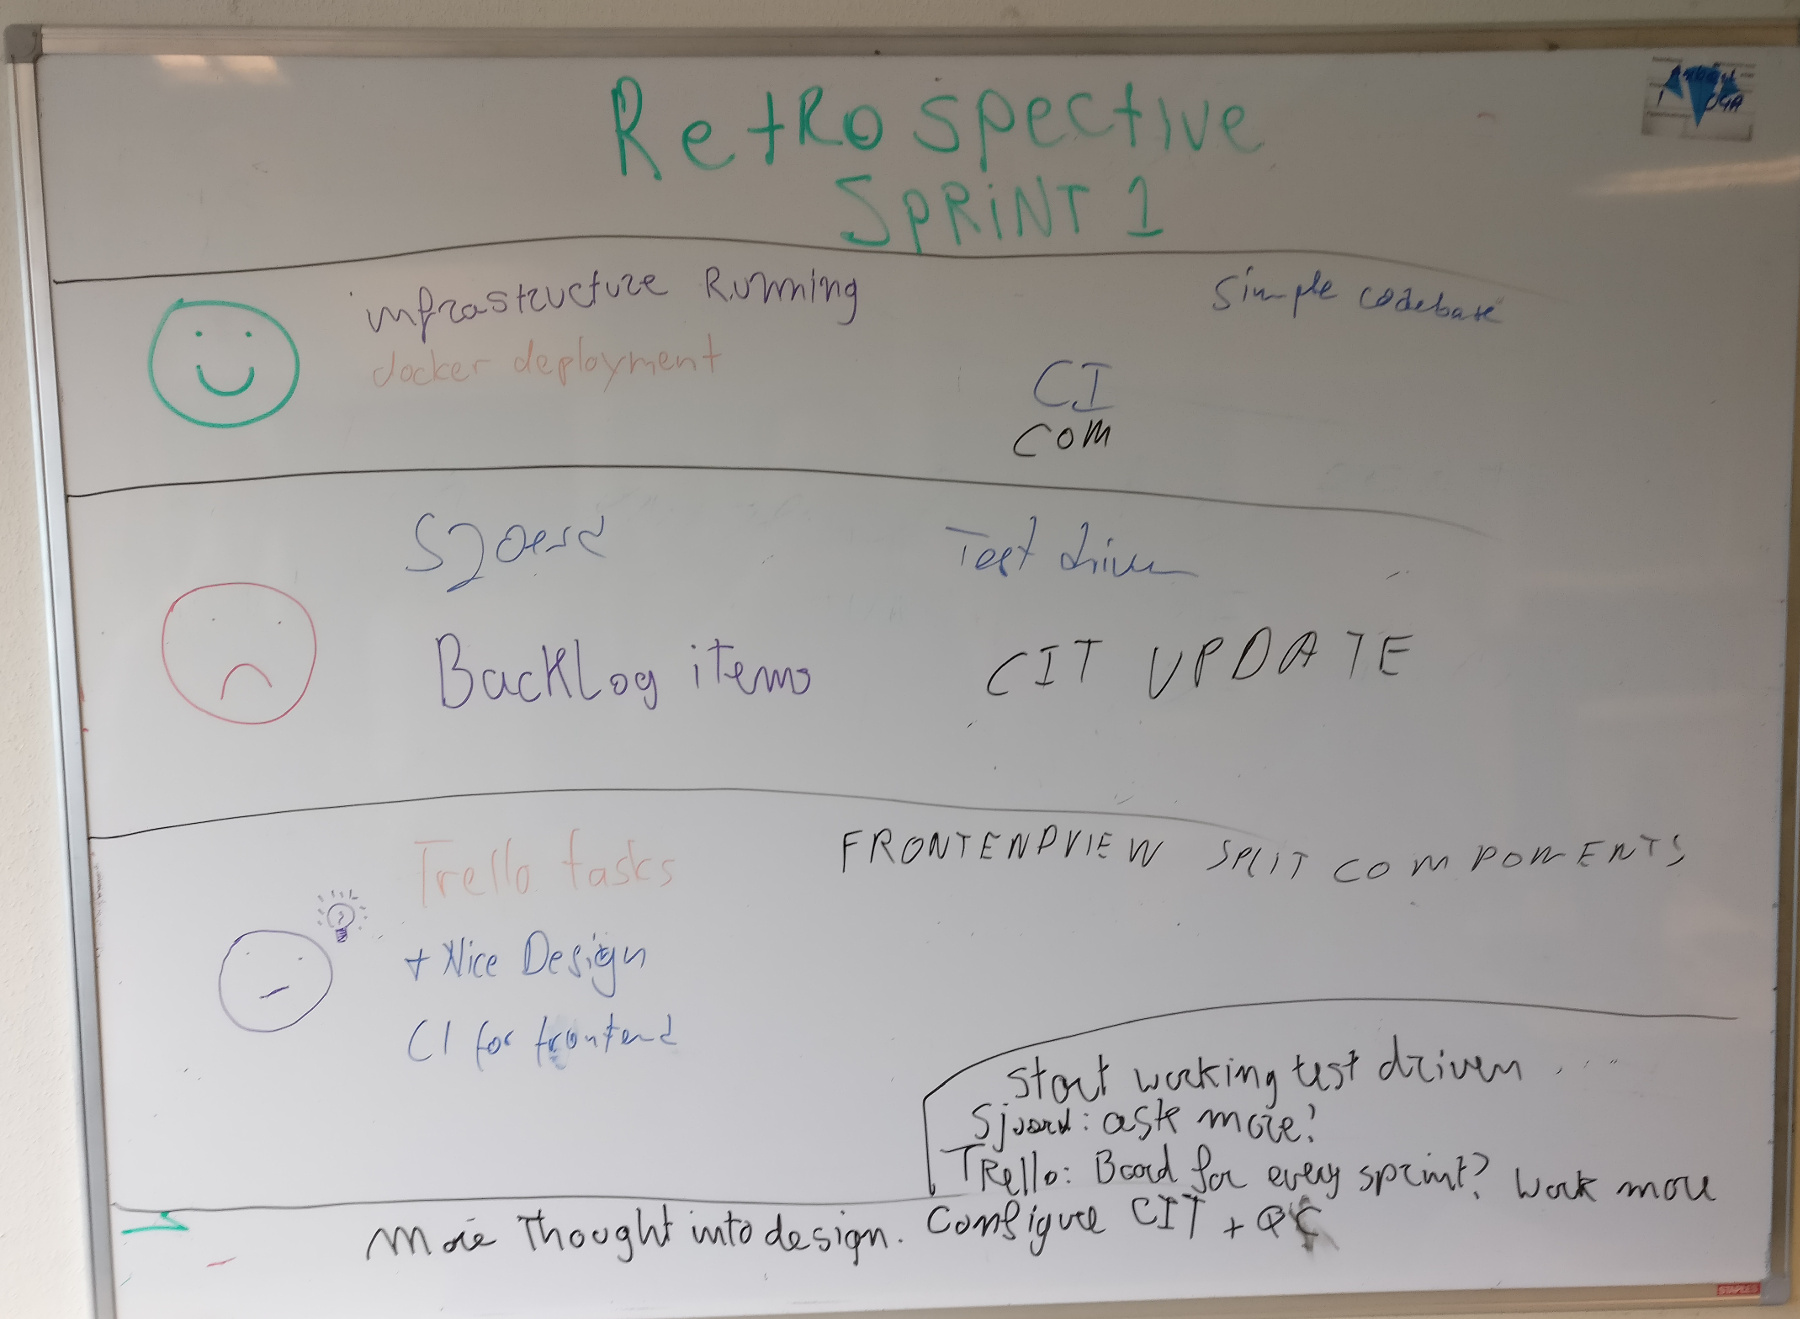 RetRospective
SPRiNT 1
infrastructure Running
Simple codebase
docker deployment
CI
COM
Sjoerd
Test driven
BackLog items
CIT UPDATE
Trello tasks
FRONTENDVIEW SPLIT COMPONENTS
+ Nice Design
CI for frontend
Start working test driven ....
Sjoerd: ask more!
TRello: Board for every sprint? Work more
More Thought into design. Configure CIT + QC
STAPLES